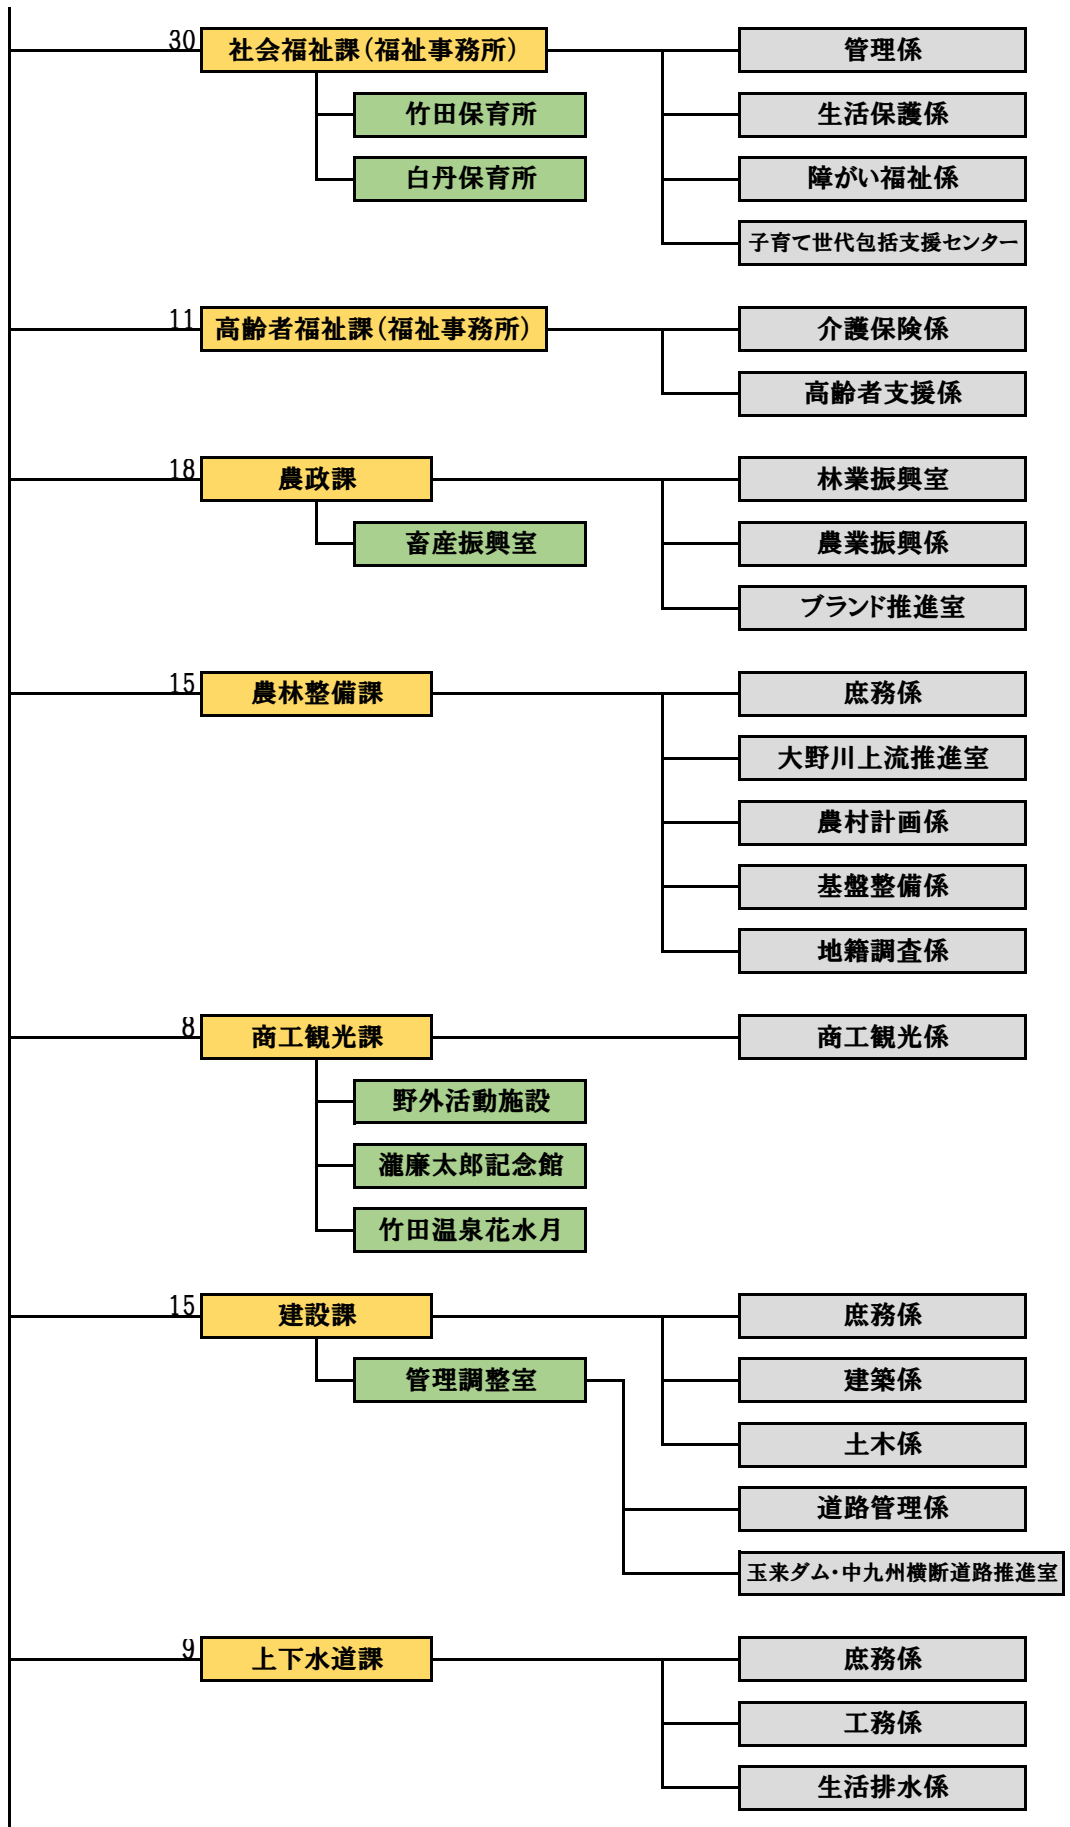 30
社会福祉課（福祉事務所）
管理係
竹田保育所
生活保護係
白丹保育所
障がい福祉係
子育て世代包括支援センター
11
高齢者福祉課（福祉事務所）
介護保険係
高齢者支援係
18
農政課
林業振興室
畜産振興室
農業振興係
ブランド推進室
15
農林整備課
庶務係
大野川上流推進室
農村計画係
基盤整備係
地籍調査係
8
商工観光課
商工観光係
野外活動施設
瀧廉太郎記念館
竹田温泉花水月
15
建設課
庶務係
管理調整室
建築係
土木係
道路管理係
玉来ダム・中九州横断道路推進室
9
上下水道課
庶務係
工務係
生活排水係